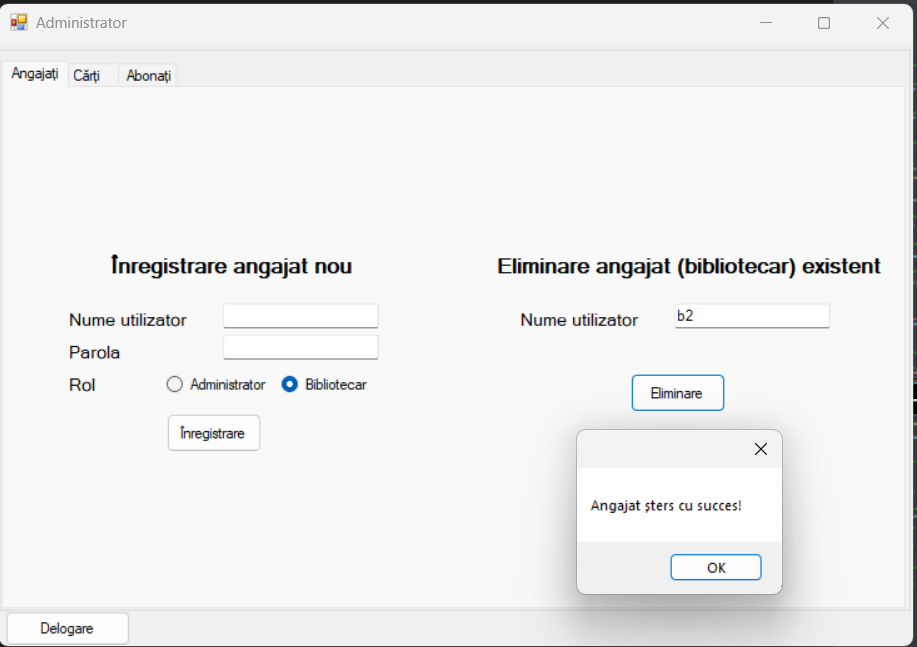 Administrator
Angajați Cărți Abonați
Înregistrare angajat nou
Nume utilizator
Parola
Rol Administrator Bibliotecar
Înregistrare
Eliminare angajat (bibliotecar) existent
Nume utilizator b2
Eliminare
Angajat șters cu succes!
OK
Delogare